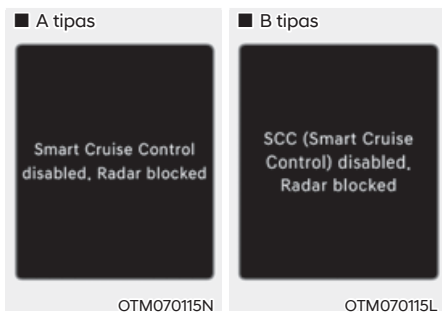 ■ A tipas
Smart Cruise Control
disabled, Radar blocked
OTM070115N
■ B tipas
SCC (Smart Cruise
Control) disabled,
Radar blocked
OTM070115L